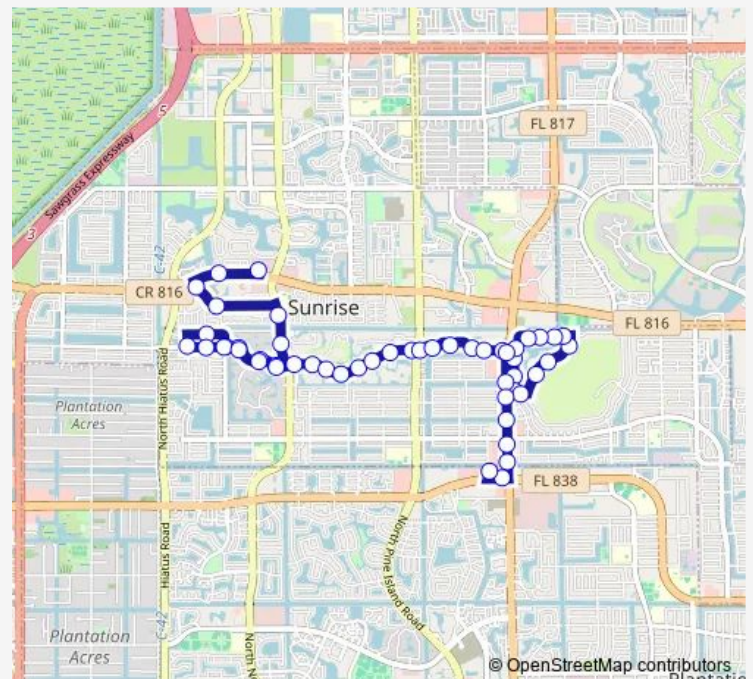 FL 817
5
Sawgrass Expressway
3
C-42
CR 816
Sunrise
FL 816
North Hiatus Road
Plantation
Acres
FL 838
North Pine Island Road
Hiatus Road
C-42
Plantation
Acres
© OpenStreetMap contributors